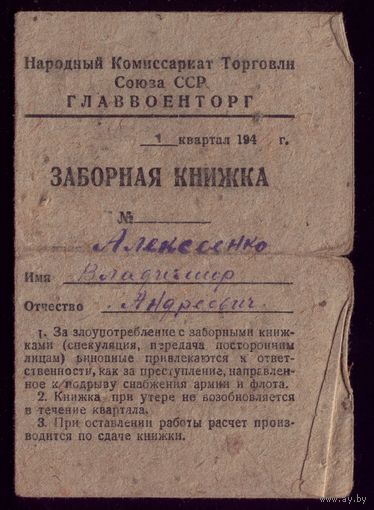 Народный Комиссариат Торговли
Союза ССР
ГЛАВВОЕНТОРГ
1 квартал 194 г.
ЗАБОРНАЯ КНИЖКА
№
Алексеенко
Имя Владимир
Отчество Андреевич
1. За злоупотребление с заборными книж-
ками (спекуляция, передача посторонним
лицам) виновные привлекаются к ответ-
ственности, как за преступление, направлен-
ное к подрыву снабжения армии и флота.
2. Книжка при утере не возобновляется
в течение квартала.
3. При оставлении работы расчет произ-
водится по сдаче книжки.
www.ay.by